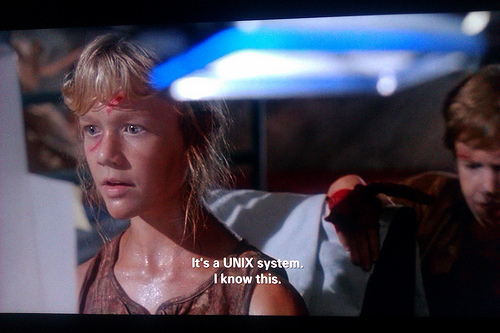 It's a UNIX system.
I know this.